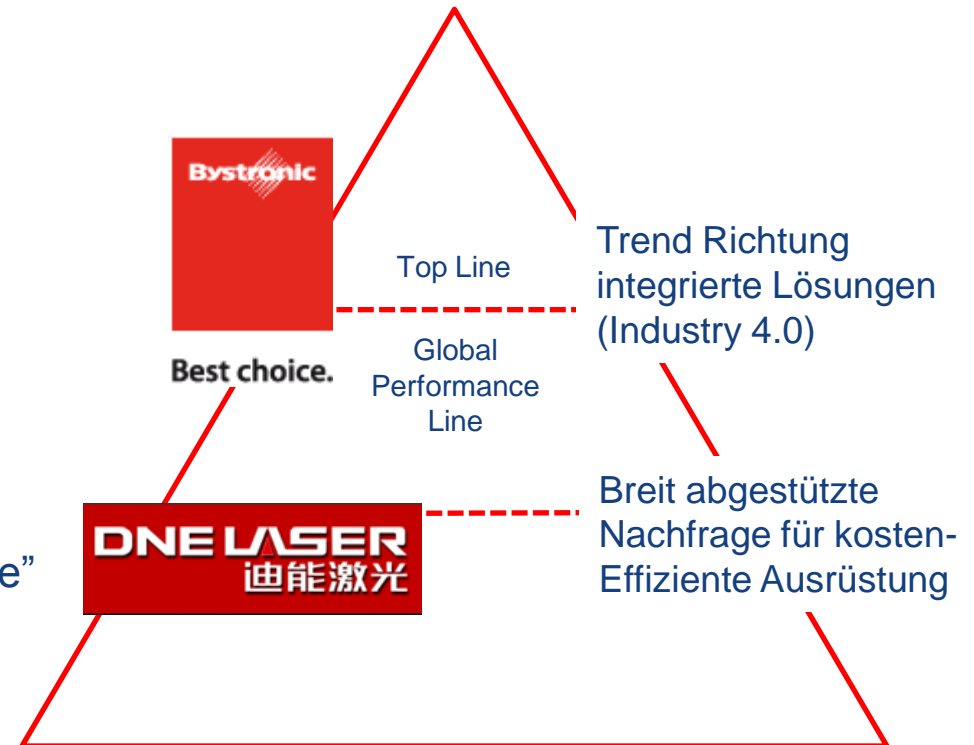 Bystronic
Best choice.
Top Line
Global
Performance
Line
Trend Richtung
integrierte Lösungen
(Industry 4.0)
e”
DNE LASER
迪能激光
Breit abgestützte
Nachfrage für kosten-
Effiziente Ausrüstung